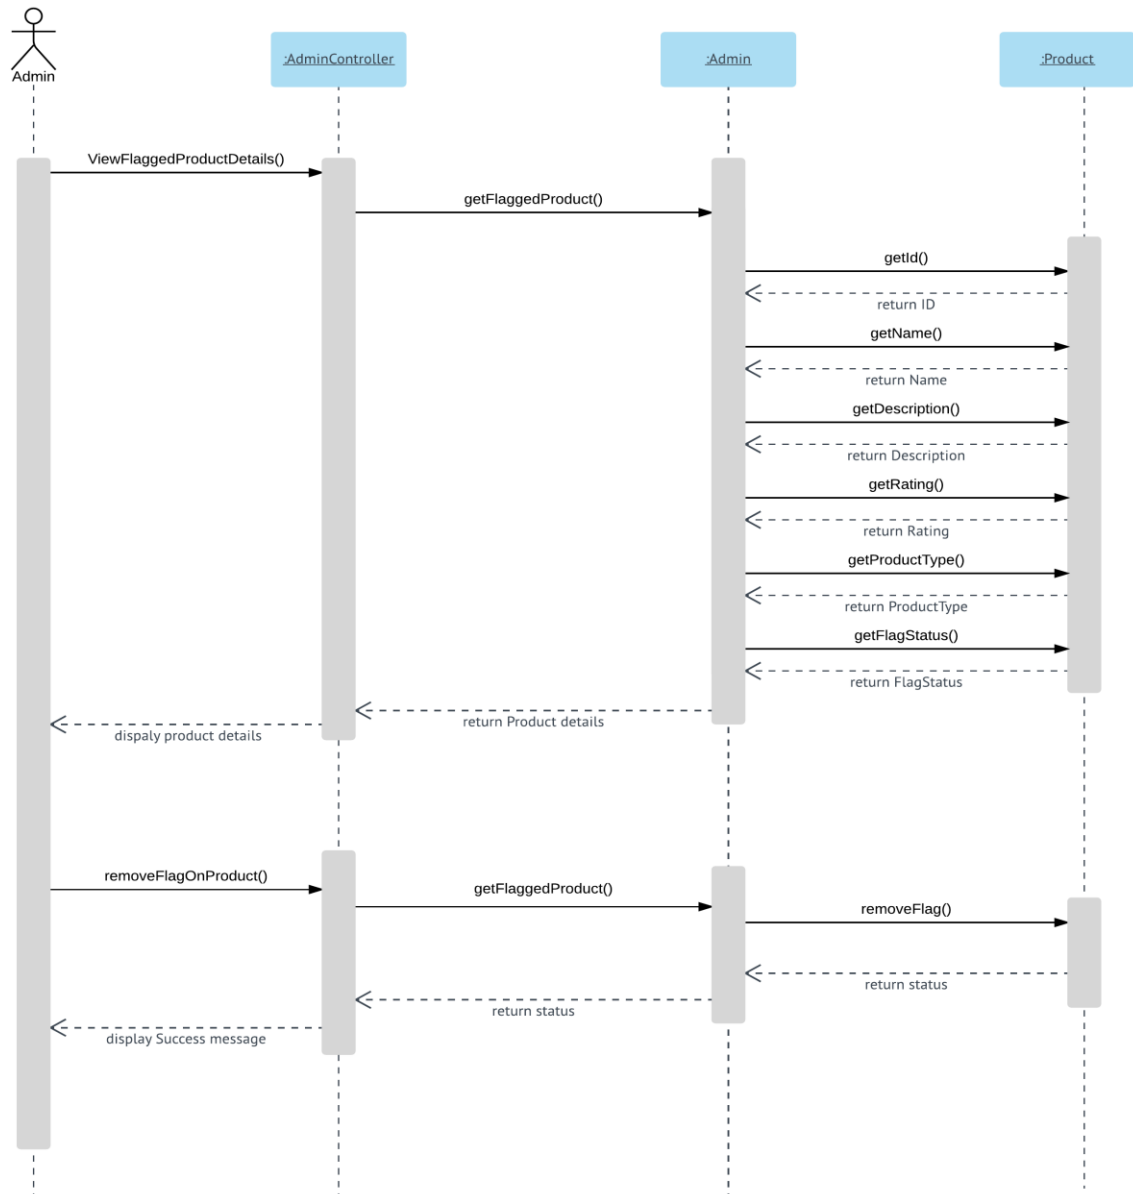 Admin
:AdminController
:Admin
:Product
ViewFlaggedProductDetails()
getFlaggedProduct()
getId()
return ID
getName()
return Name
getDescription()
return Description
getRating()
return Rating
getProductType()
return ProductType
getFlagStatus()
return FlagStatus
return Product details
dispaly product details
removeFlagOnProduct()
getFlaggedProduct()
removeFlag()
return status
return status
display Success message